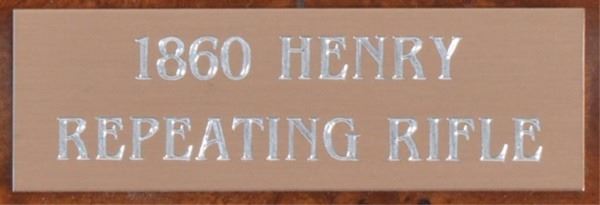 1860 HENRY
REPEATING RIFLE